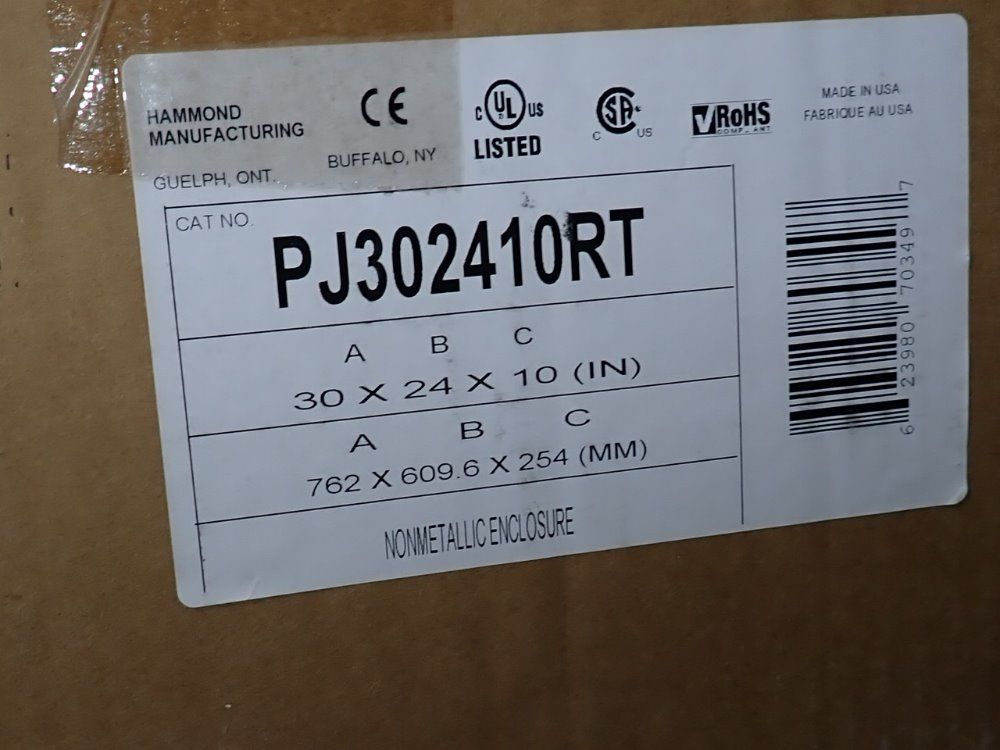 HAMMOND
MANUFACTURING
GUELPH, ONT.
CE
BUFFALO, NY
C UL US
LISTED
C SA US
RoHS
COMPLIANT
MADE IN USA
FABRIQUE AU USA
CAT NO.
PJ302410RT
A B C
30 X 24 X 10 (IN)
A B C
762 X 609.6 X 254 (MM)
NONMETALLIC ENCLOSURE
6 23980 70349 7